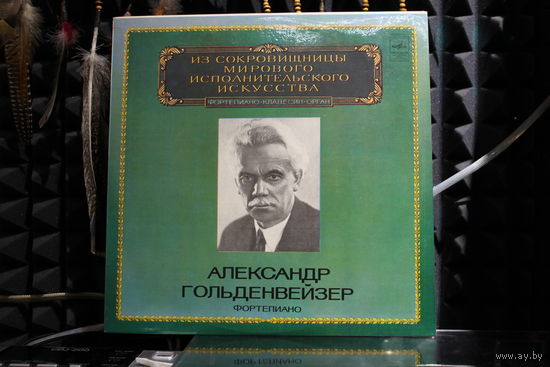 ИЗ СОКРОВИЩНИЦЫ
МИРОВОГО
ИСПОЛНИТЕЛЬСКОГО
ИСКУССТВА
ФОРТЕПИАНО·КЛАВЕСИН·ОРГАН
АЛЕКСАНДР
ГОЛЬДЕНВЕЙЗЕР
ФОРТЕПИАНО
www.ay.by